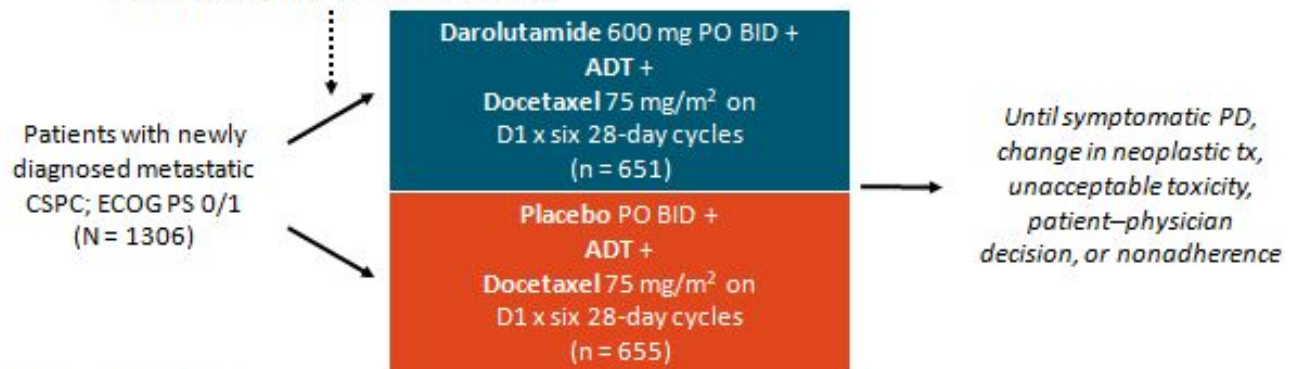 Patients with newly
diagnosed metastatic
CSPC; ECOG PS 0/1
(N = 1306)
Darolutamide 600 mg PO BID +
ADT +
Docetaxel 75 mg/m² on
D1 x six 28-day cycles
(n = 651)
Placebo PO BID +
ADT +
Docetaxel 75 mg/m² on
D1 x six 28-day cycles
(n = 655)
Until symptomatic PD,
change in neoplastic tx,
unacceptable toxicity,
patient–physician
decision, or nonadherence